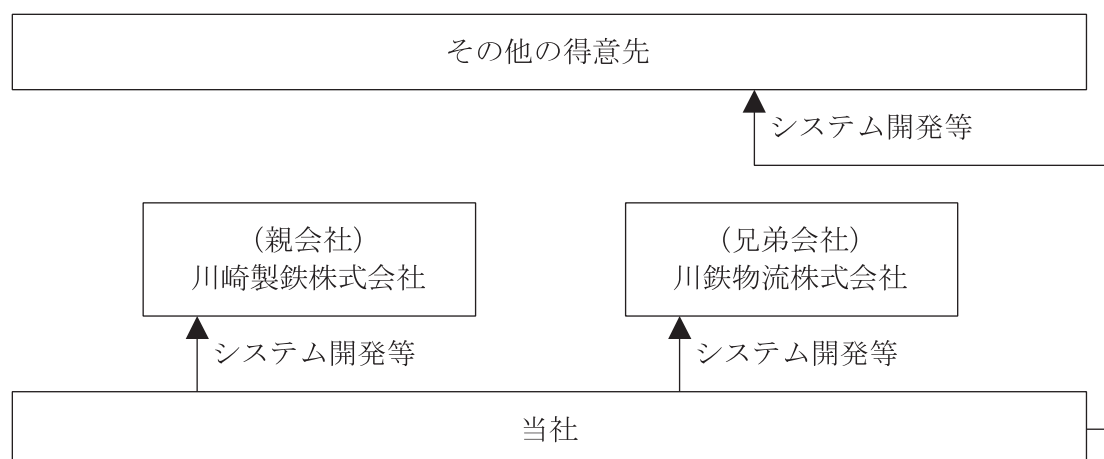 その他の得意先
システム開発等
(親会社)
川崎製鉄株式会社
(兄弟会社)
川鉄物流株式会社
システム開発等
システム開発等
当社